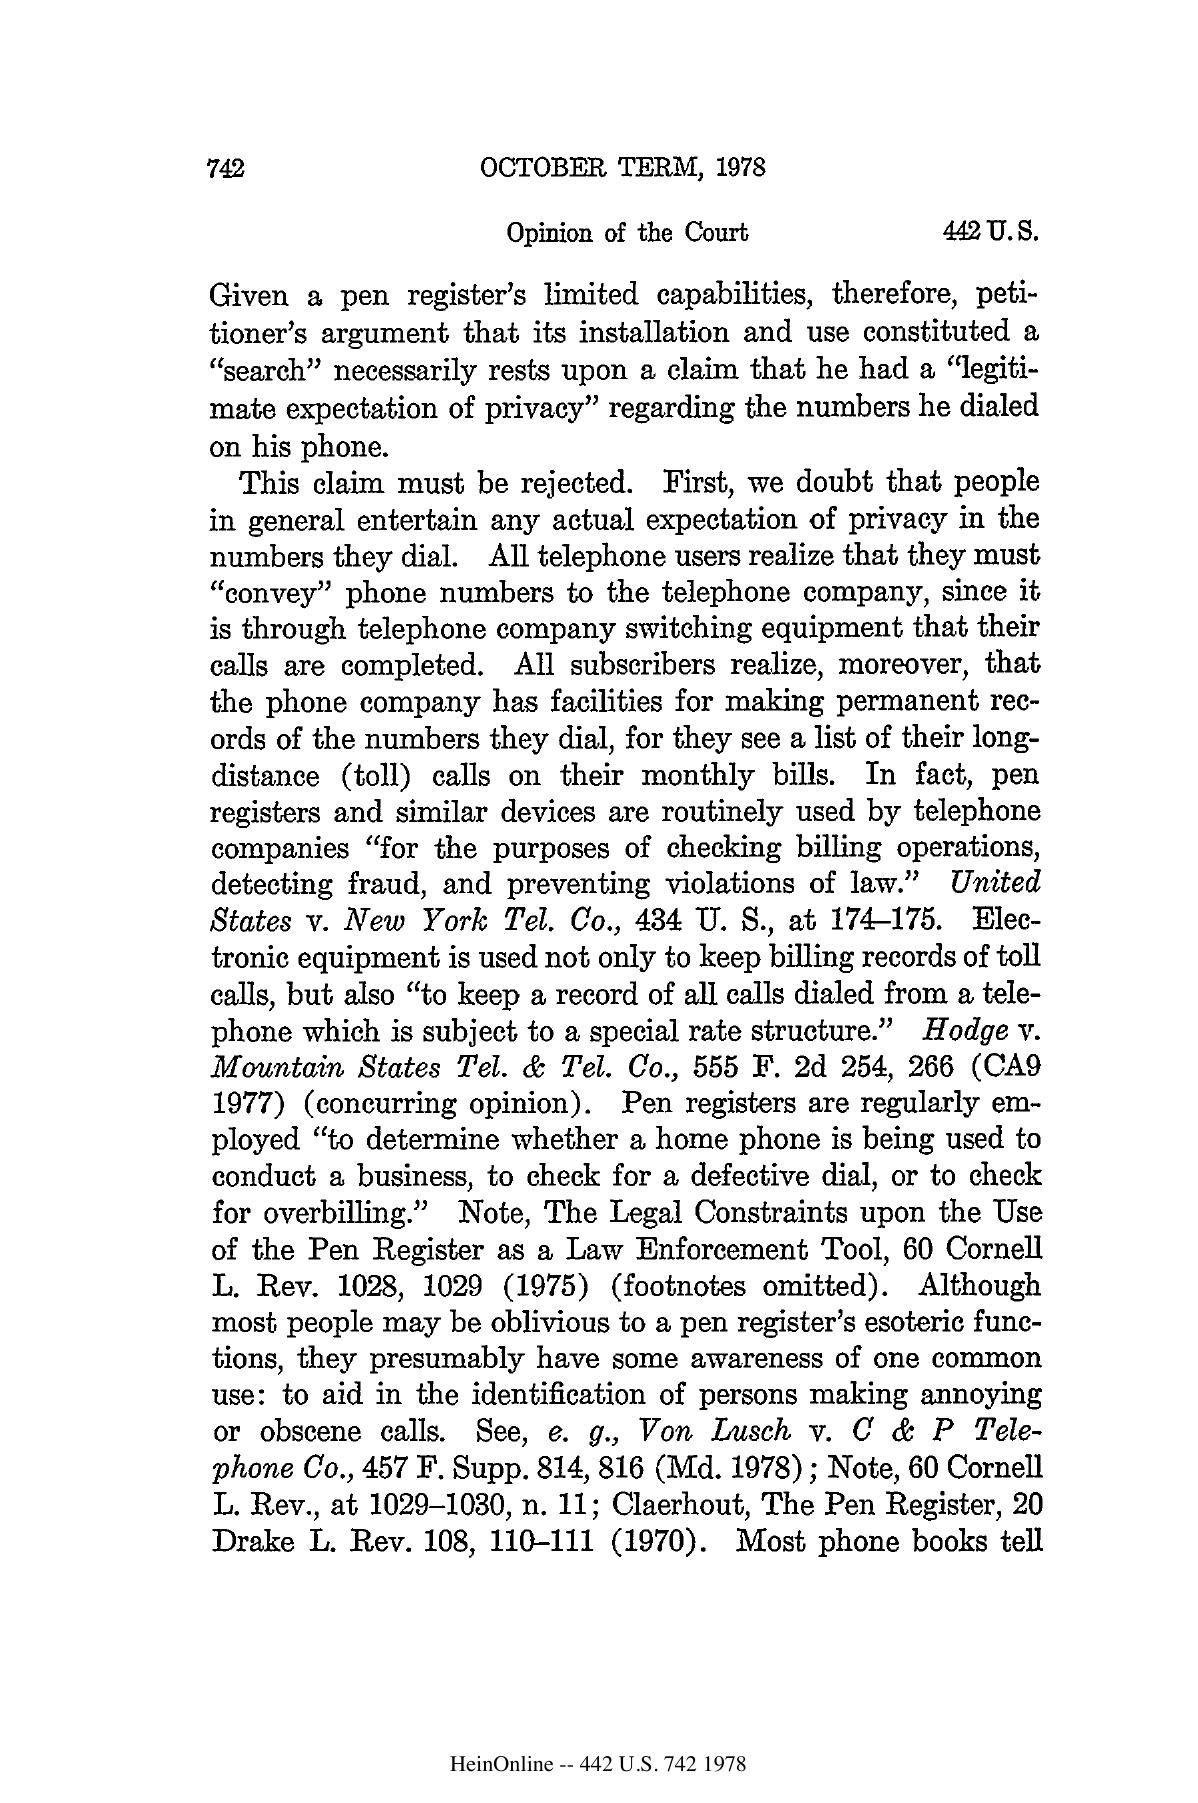 742 OCTOBER TERM, 1978
Opinion of the Court 442 U. S.
Given a pen register's limited capabilities, therefore, peti-
tioner's argument that its installation and use constituted a
“search” necessarily rests upon a claim that he had a “legiti-
mate expectation of privacy” regarding the numbers he dialed
on his phone.
This claim must be rejected. First, we doubt that people
in general entertain any actual expectation of privacy in the
numbers they dial. All telephone users realize that they must
“convey” phone numbers to the telephone company, since it
is through telephone company switching equipment that their
calls are completed. All subscribers realize, moreover, that
the phone company has facilities for making permanent rec-
ords of the numbers they dial, for they see a list of their long-
distance (toll) calls on their monthly bills. In fact, pen
registers and similar devices are routinely used by telephone
companies “for the purposes of checking billing operations,
detecting fraud, and preventing violations of law.” United
States v. New York Tel. Co., 434 U. S., at 174–175. Elec-
tronic equipment is used not only to keep billing records of toll
calls, but also “to keep a record of all calls dialed from a tele-
phone which is subject to a special rate structure.” Hodge v.
Mountain States Tel. & Tel. Co., 555 F. 2d 254, 266 (CA9
1977) (concurring opinion). Pen registers are regularly em-
ployed “to determine whether a home phone is being used to
conduct a business, to check for a defective dial, or to check
for overbilling.” Note, The Legal Constraints upon the Use
of the Pen Register as a Law Enforcement Tool, 60 Cornell
L. Rev. 1028, 1029 (1975) (footnotes omitted). Although
most people may be oblivious to a pen register's esoteric func-
tions, they presumably have some awareness of one common
use: to aid in the identification of persons making annoying
or obscene calls. See, e. g., Von Lusch v. C & P Tele-
phone Co., 457 F. Supp. 814, 816 (Md. 1978); Note, 60 Cornell
L. Rev., at 1029–1030, n. 11; Claerhout, The Pen Register, 20
Drake L. Rev. 108, 110–111 (1970). Most phone books tell
HeinOnline -- 442 U.S. 742 1978